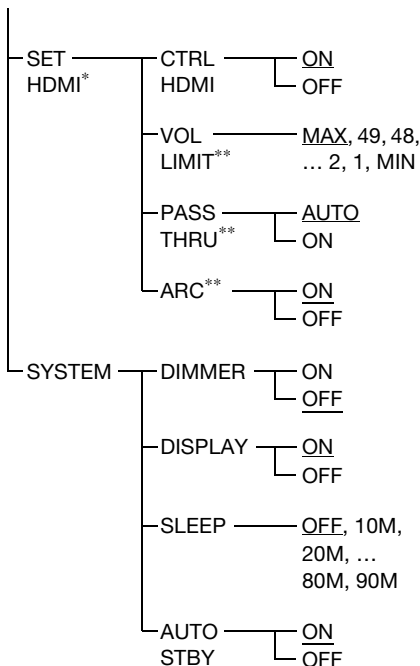 SET HDMI*
CTRL HDMI
ON
OFF
VOL LIMIT**
MAX, 49, 48,
... 2, 1, MIN
PASS THRU**
AUTO
ON
ARC**
ON
OFF
SYSTEM
DIMMER
ON
OFF
DISPLAY
ON
OFF
SLEEP
OFF, 10M,
20M, ...
80M, 90M
AUTO STBY
ON
OFF